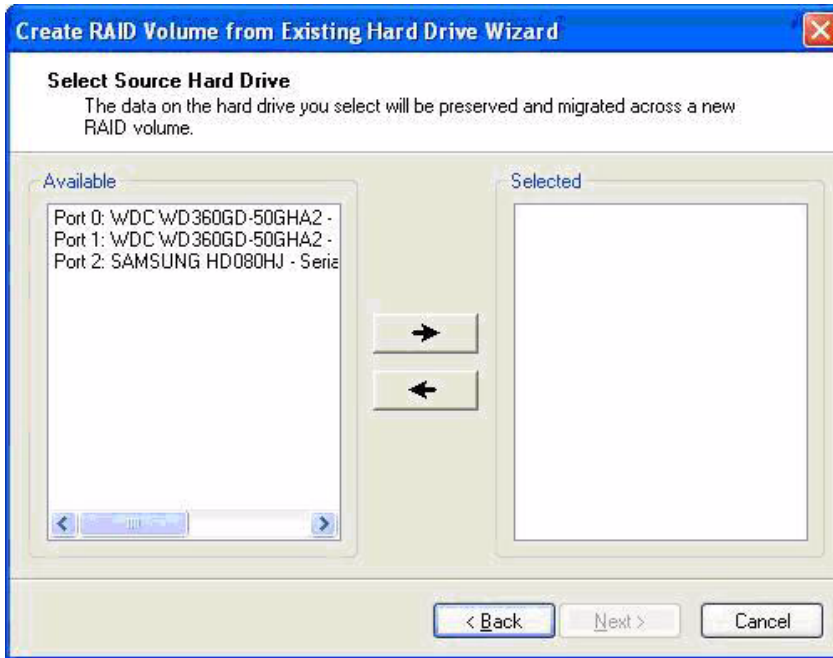 Create RAID Volume from Existing Hard Drive Wizard
Select Source Hard Drive
The data on the hard drive you select will be preserved and migrated across a new
RAID volume.
Available
Port 0: WDC WD360GD-50GHA2 -
Port 1: WDC WD360GD-50GHA2 -
Port 2: SAMSUNG HD080HJ - Seria
Selected
< Back
Next >
Cancel